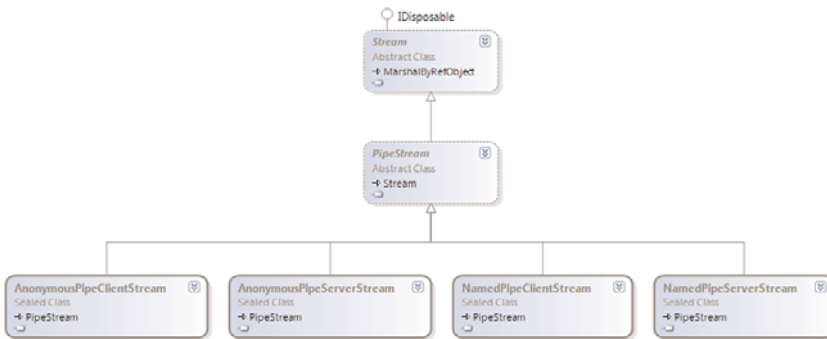 IDisposable
Stream
Abstract Class
MarshalByRefObject
PipeStream
Abstract Class
Stream
AnonymousPipeClientStream
Sealed Class
PipeStream
AnonymousPipeServerStream
Sealed Class
PipeStream
NamedPipeClientStream
Sealed Class
PipeStream
NamedPipeServerStream
Sealed Class
PipeStream